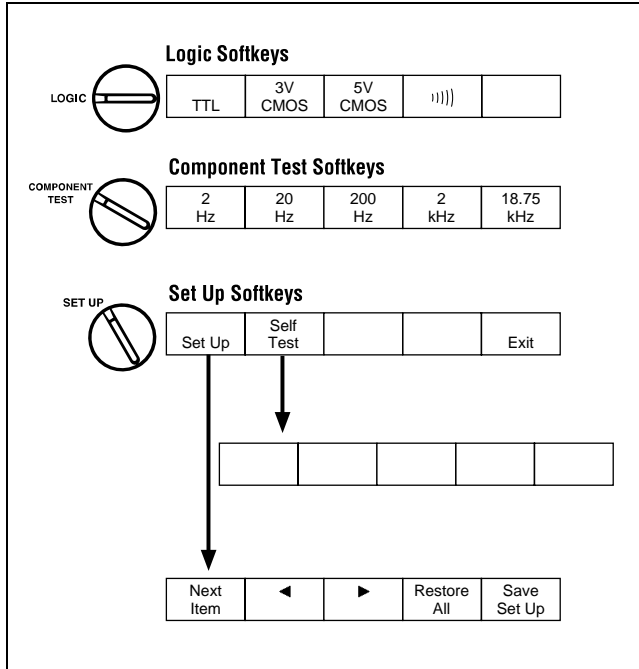 Logic Softkeys
LOGIC
TTL
3V
CMOS
5V
CMOS
Component Test Softkeys
COMPONENT
TEST
2
Hz
20
Hz
200
Hz
2
kHz
18.75
kHz
Set Up Softkeys
SET UP
Set Up
Self
Test
Exit
Next
Item
◄
►
Restore
All
Save
Set Up